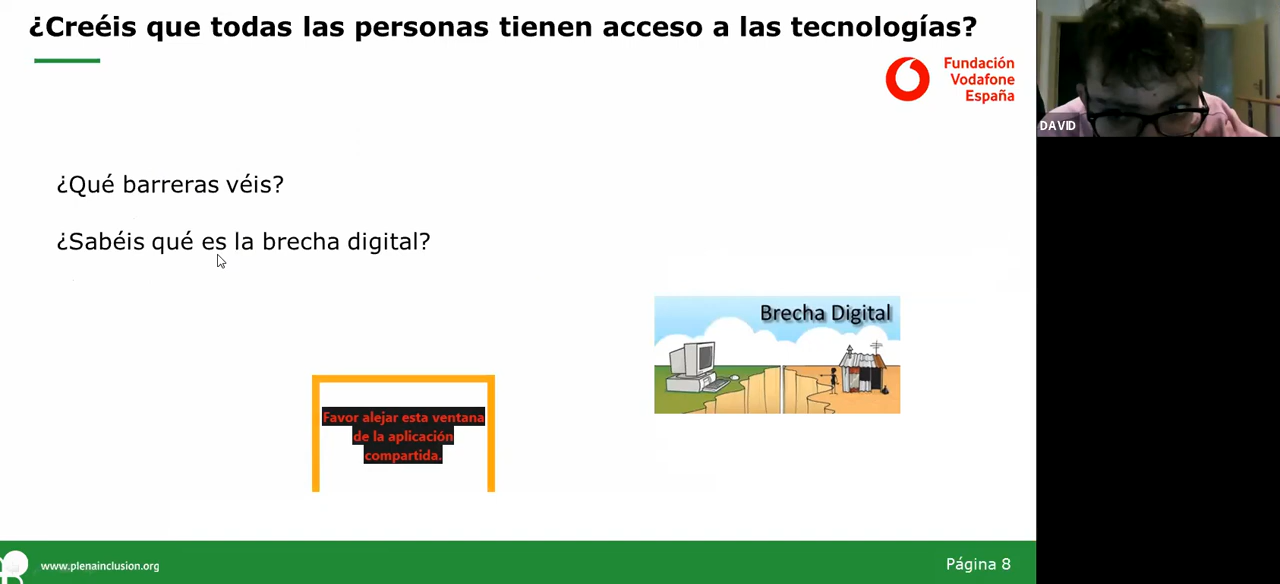 ¿Creéis que todas las personas tienen acceso a las tecnologías?
Fundación
Vodafone
España
DAVID
¿Qué barreras véis?
¿Sabéis qué es la brecha digital?
Brecha Digital
Favor alejar esta ventana
de la aplicación
compartida.
www.plenainclusion.org
Página 8